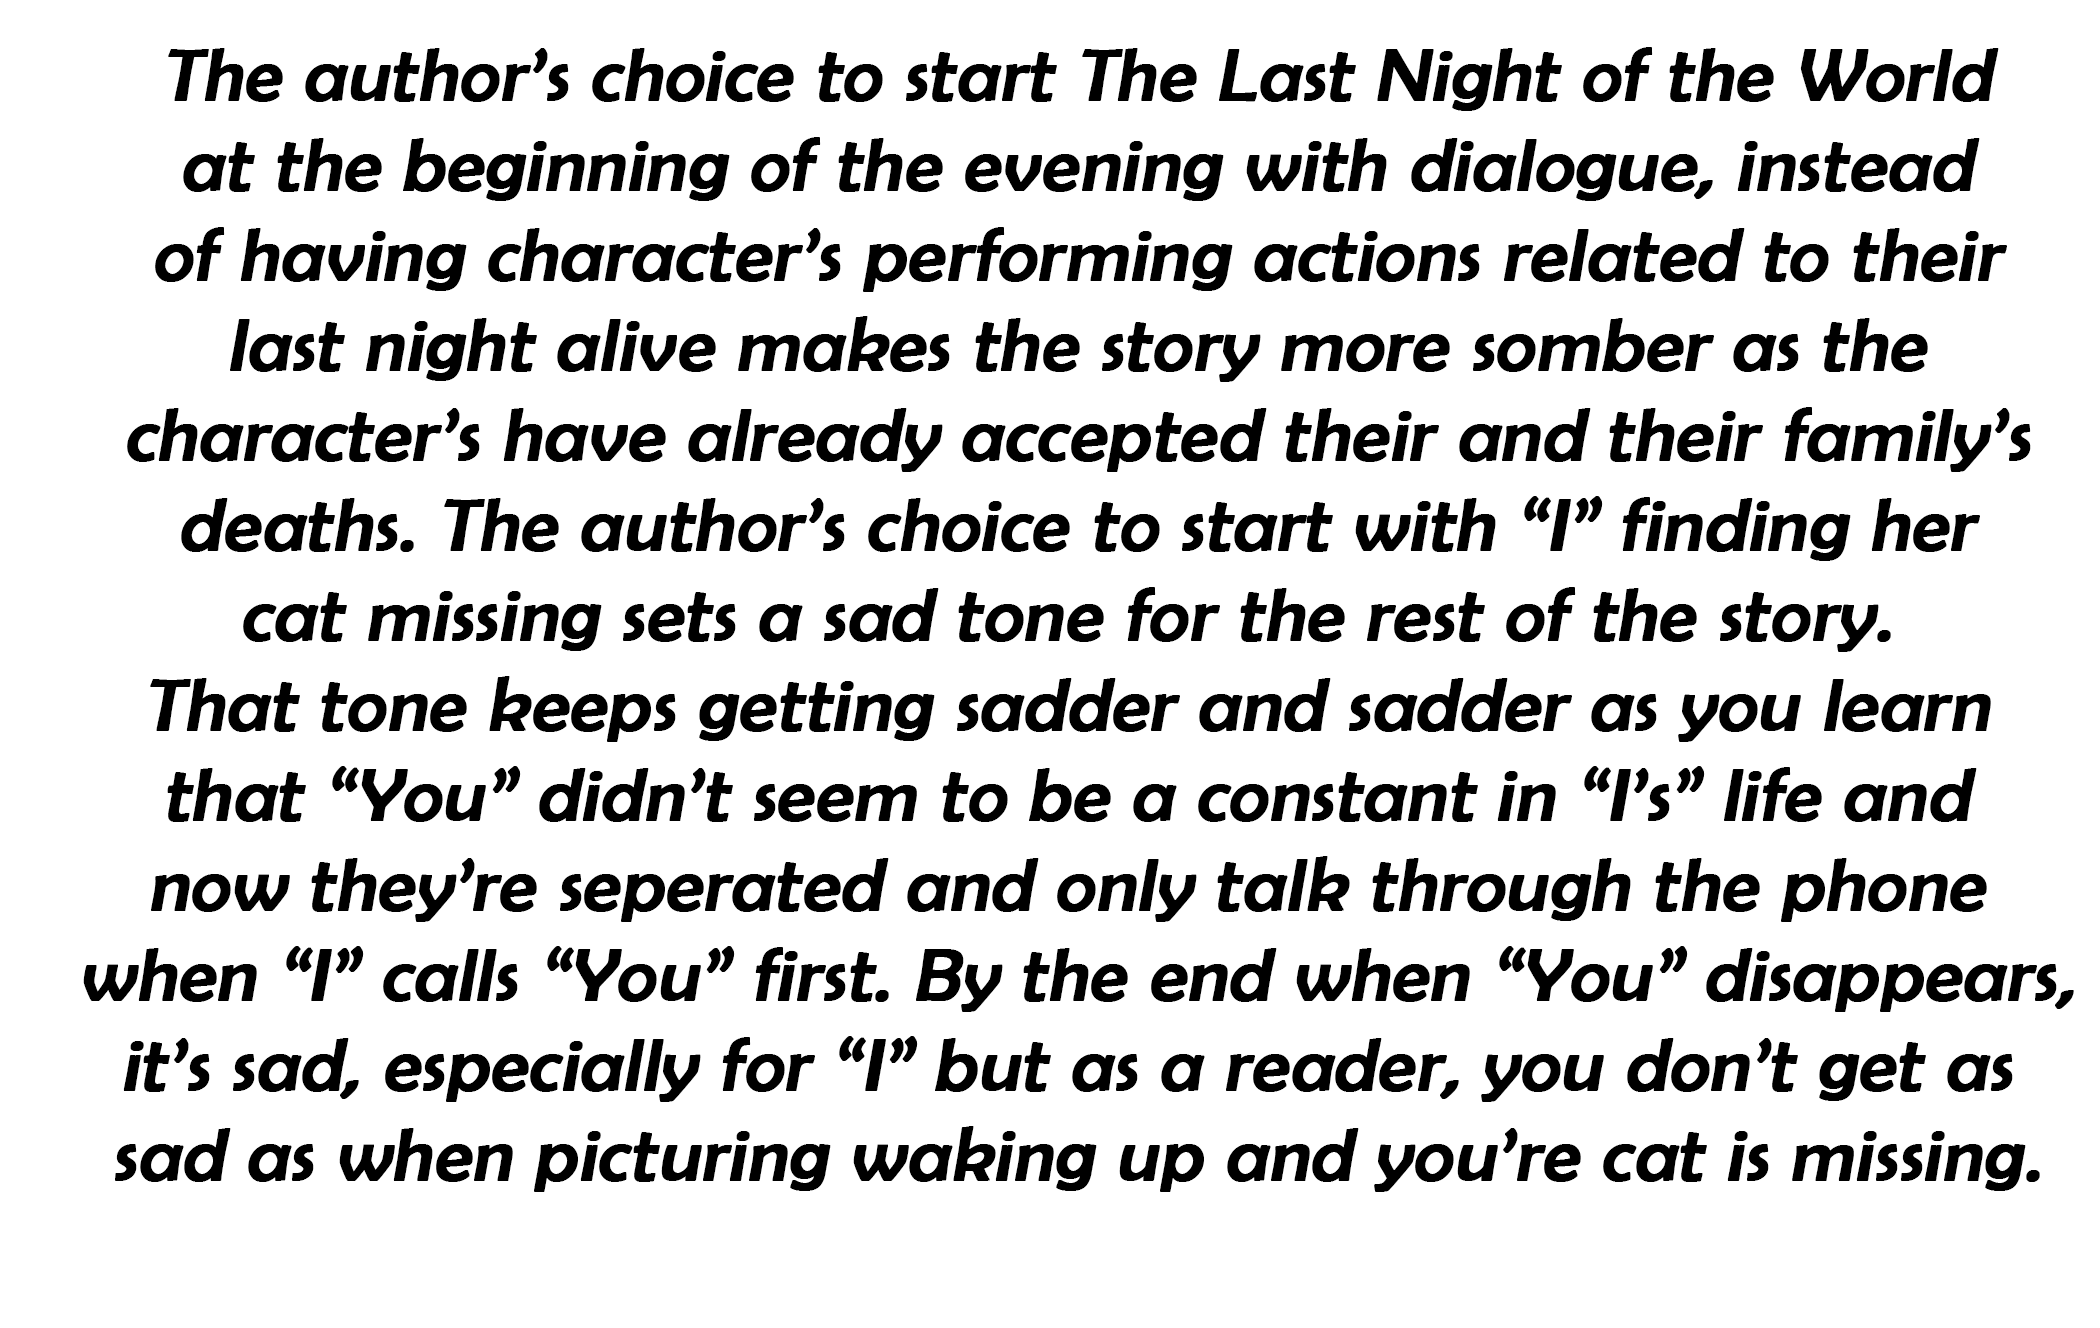 The author’s choice to start The Last Night of the World
at the beginning of the evening with dialogue, instead
of having character’s performing actions related to their
last night alive makes the story more somber as the
character’s have already accepted their and their family’s
deaths. The author’s choice to start with “I” finding her
cat missing sets a sad tone for the rest of the story.
That tone keeps getting sadder and sadder as you learn
that “You” didn’t seem to be a constant in “I’s” life and
now they’re seperated and only talk through the phone
when “I” calls “You” first. By the end when “You” disappears,
it’s sad, especially for “I” but as a reader, you don’t get as
sad as when picturing waking up and you’re cat is missing.